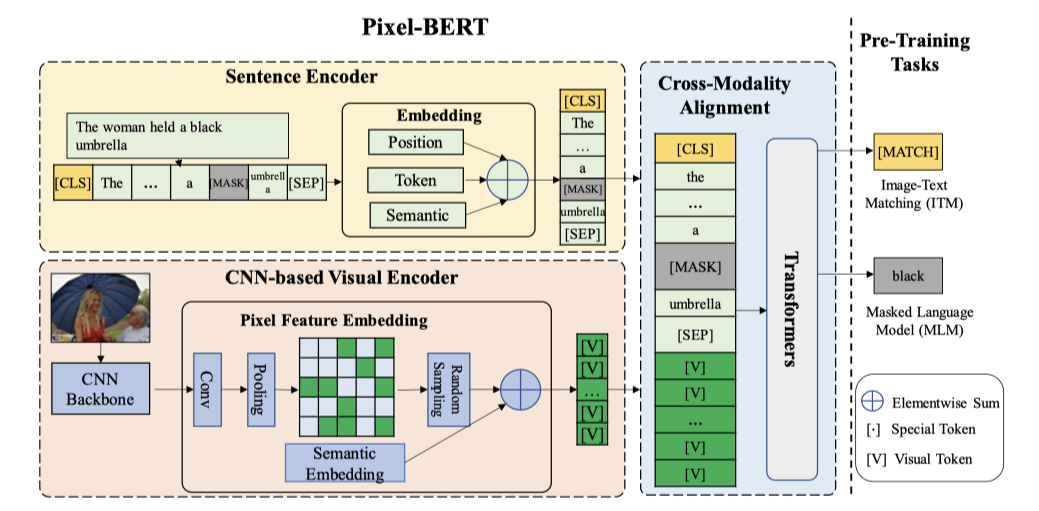 Pixel-BERT
Pre-Training
Tasks
Sentence Encoder
The woman held a black
umbrella
[CLS]
The
...
a
[MASK]
umbrell
a
[SEP]
Embedding
Position
Token
Semantic
[CLS]
The
...
a
[MASK]
umbrella
[SEP]
CNN-based Visual Encoder
CNN
Backbone
Pixel Feature Embedding
Conv
Pooling
Random
Sampling
Semantic
Embedding
[V]
[V]
...
[V]
[V]
Cross-Modality
Alignment
[CLS]
the
...
a
[MASK]
umbrella
[SEP]
[V]
[V]
...
[V]
[V]
Transformers
[MATCH]
Image-Text
Matching (ITM)
black
Masked Language
Model (MLM)
Elementwise Sum
[·] Special Token
[V] Visual Token